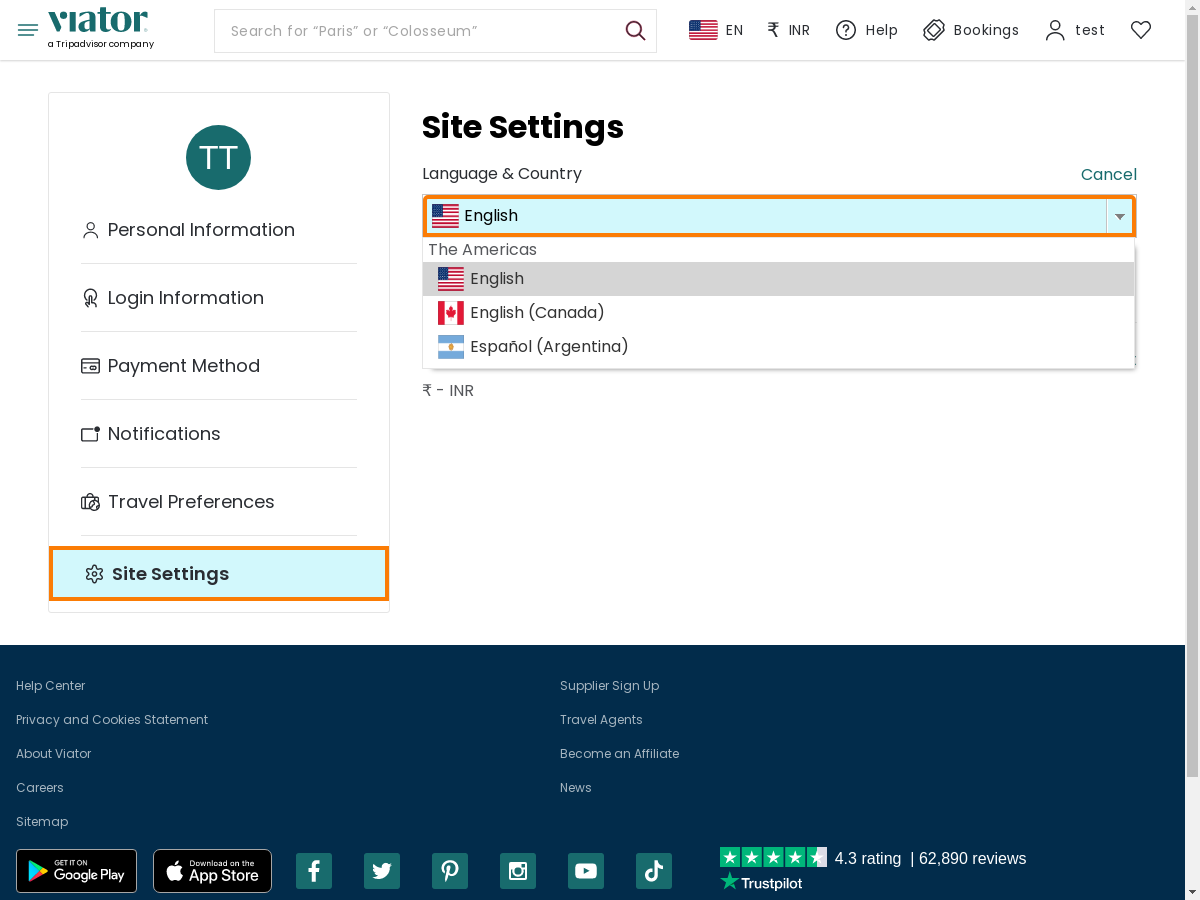 viator
a Tripadvisor company
Search for “Paris” or “Colosseum”
EN
₹ INR
Help
Bookings
test
TT
Personal Information
Login Information
Payment Method
Notifications
Travel Preferences
Site Settings
Site Settings
Language & Country
Cancel
English
The Americas
English
English (Canada)
Español (Argentina)
₹ - INR
Help Center
Privacy and Cookies Statement
About Viator
Careers
Sitemap
Supplier Sign Up
Travel Agents
Become an Affiliate
News
GET IT ON
Google Play
Download on the
App Store
4.3 rating | 62,890 reviews
Trustpilot